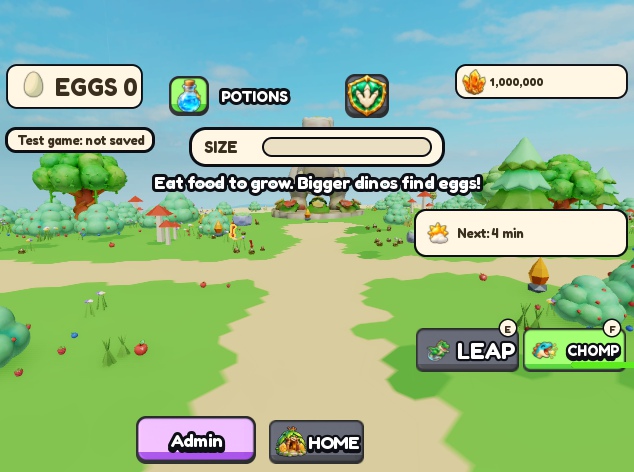 EGGS 0
POTIONS
1,000,000
Test game: not saved
SIZE
Eat food to grow. Bigger dinos find eggs!
Next: 4 min
E
F
LEAP
CHOMP
Admin
HOME